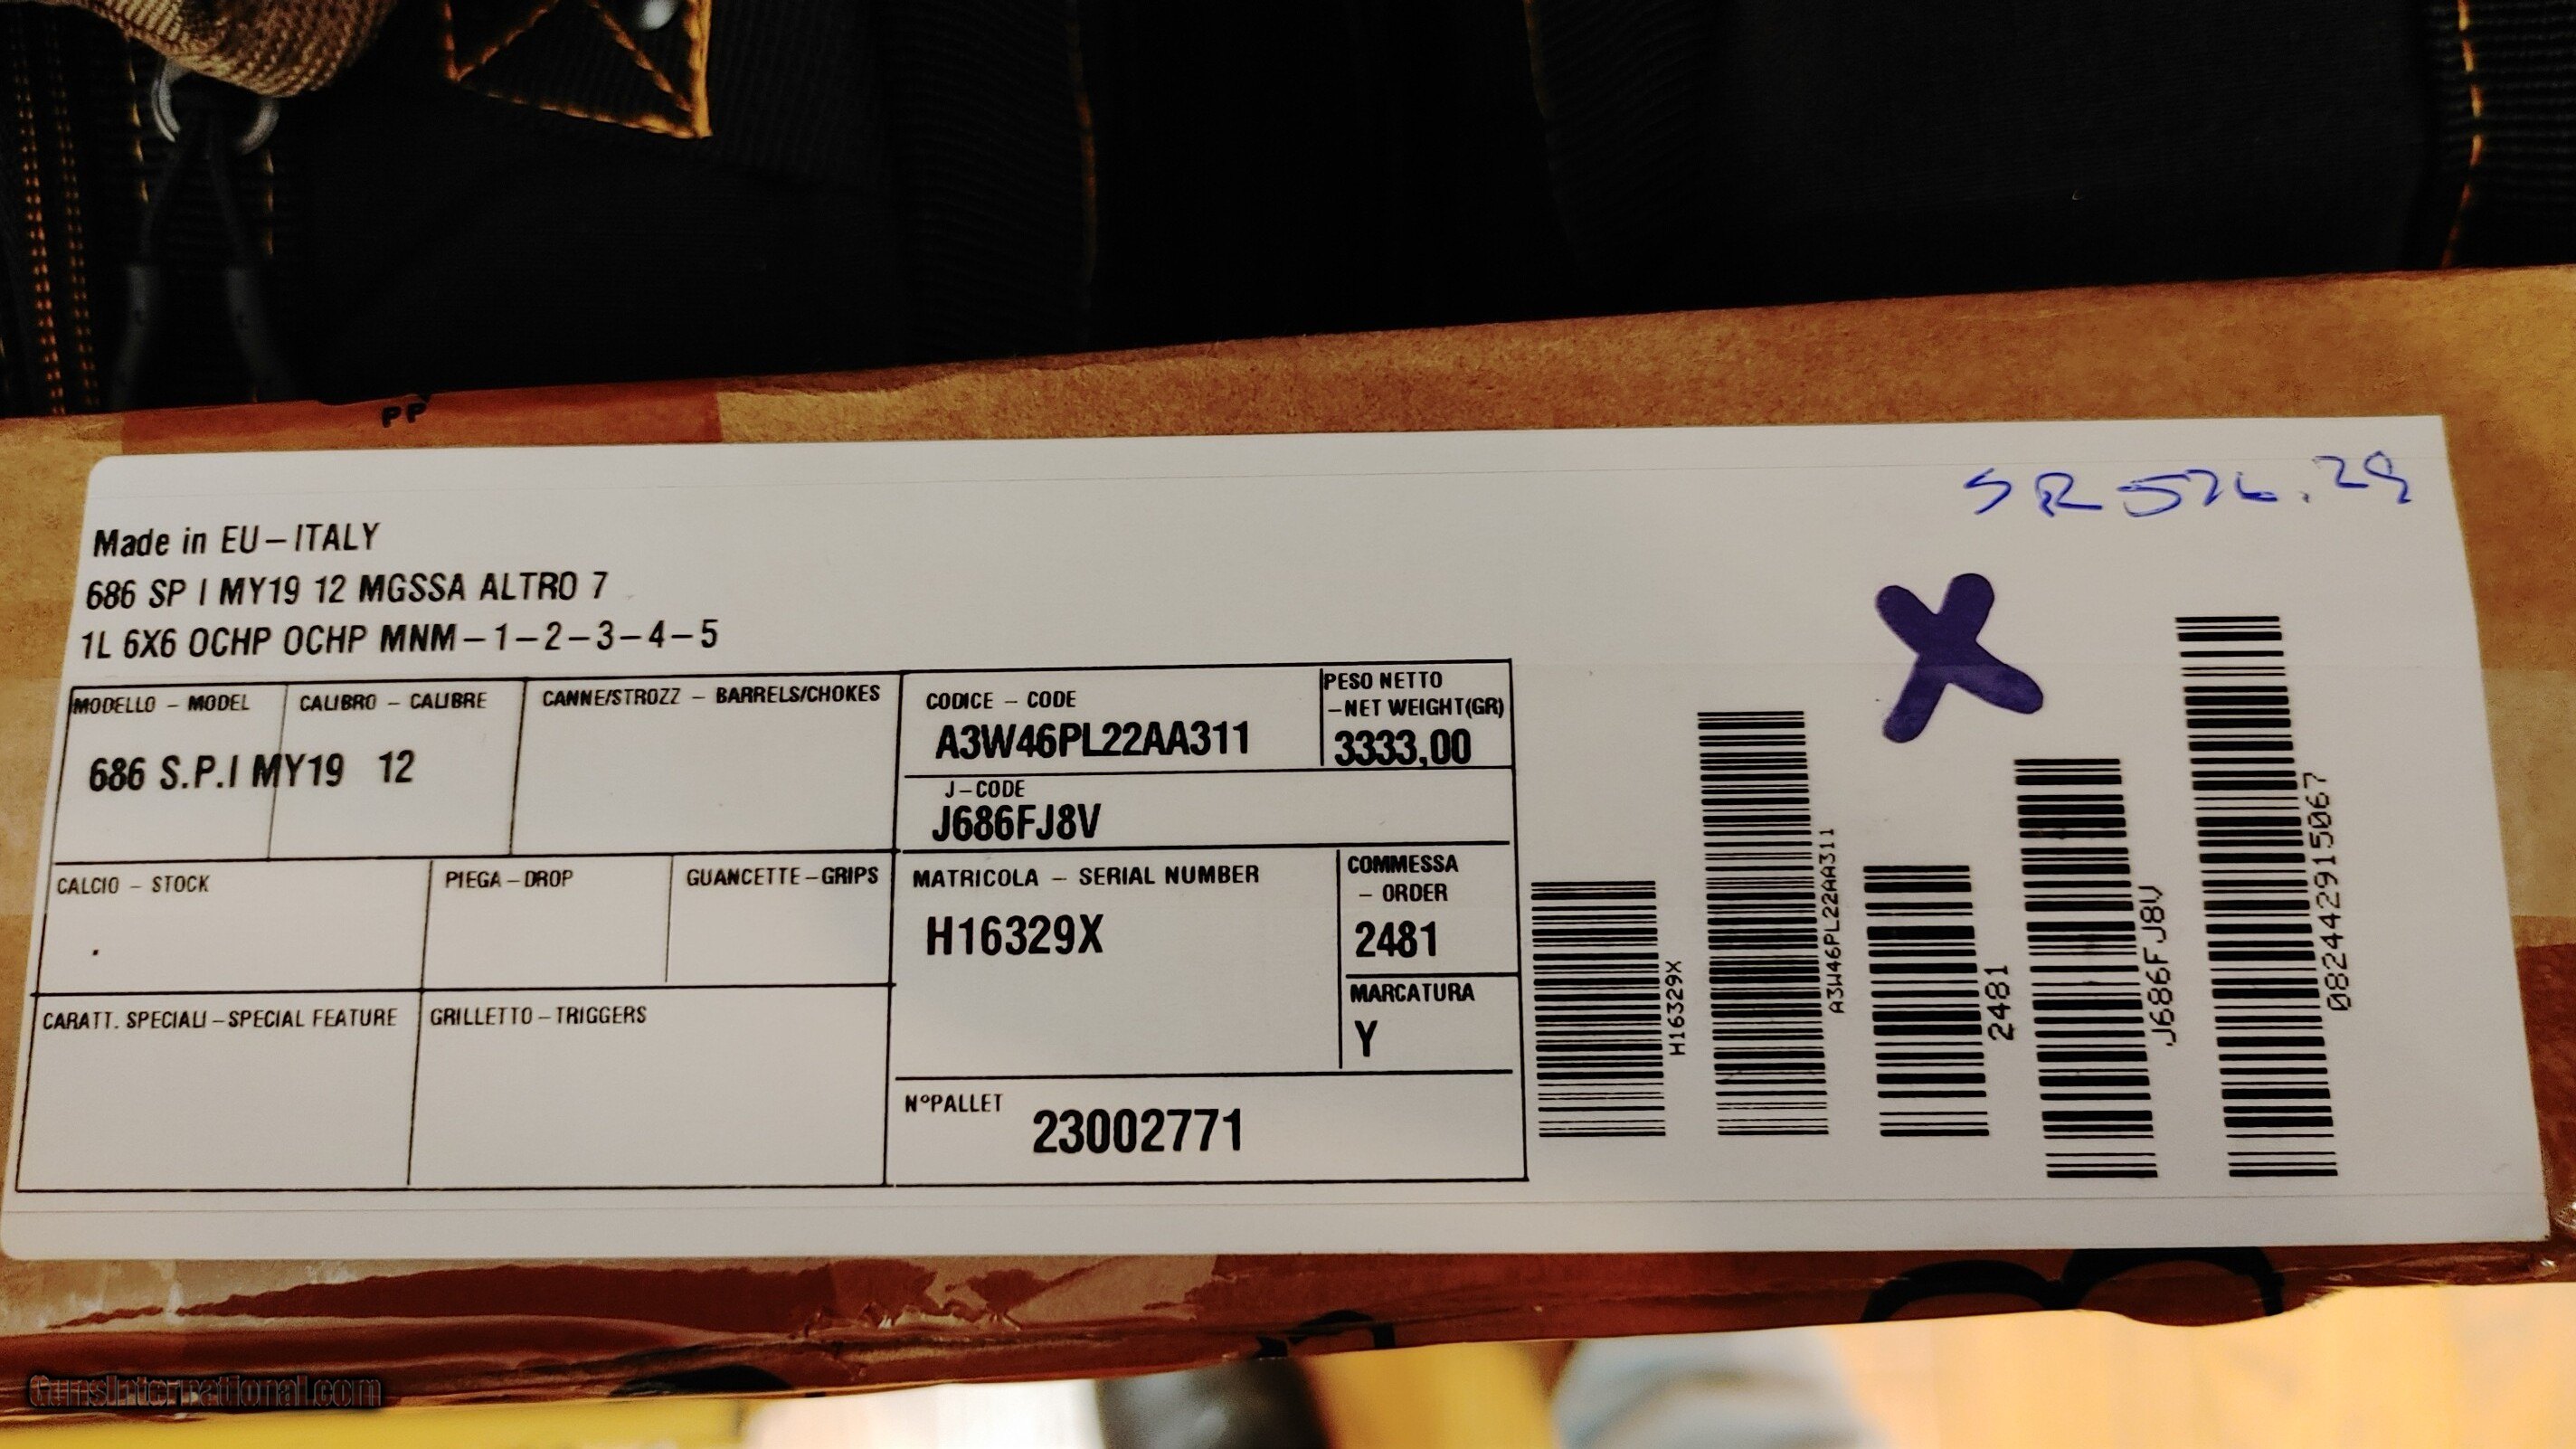 PP
SR 576.29
Made in EU-ITALY
686 SP I MY19 12 MGSSA ALTRO 7
1L 6X6 OCHP OCHP MNM-1-2-3-4-5
MODELLO - MODEL
686 S.P.I MY19
CALIBRO - CALIBRE
12
CANNE/STROZZ - BARRELS/CHOKES
CODICE - CODE
A3W46PL22AA311
PESO NETTO
-NET WEIGHT(GR)
3333,00
J-CODE
J686FJ8V
CALCIO - STOCK
.
PIEGA-DROP
GUANCETTE-GRIPS
MATRICOLA - SERIAL NUMBER
H16329X
COMMESSA
- ORDER
2481
MARCATURA
Y
CARATT. SPECIALI-SPECIAL FEATURE
GRILLETTO-TRIGGERS
N°PALLET
23002771
H16329X
A3W46PL22AA311
2481
J686FJ8V
082442915067
GunsInternational.com